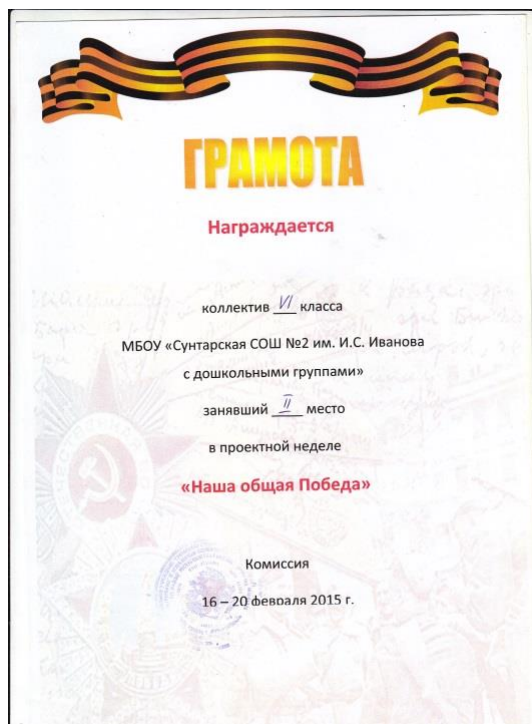 ГРАМОТА
Награждается
коллектив VI класса
МБОУ «Сунтарская СОШ №2 им. И.С. Иванова
с дошкольными группами»
занявший II место
в проектной неделе
«Наша общая Победа»
Комиссия
16 – 20 февраля 2015 г.